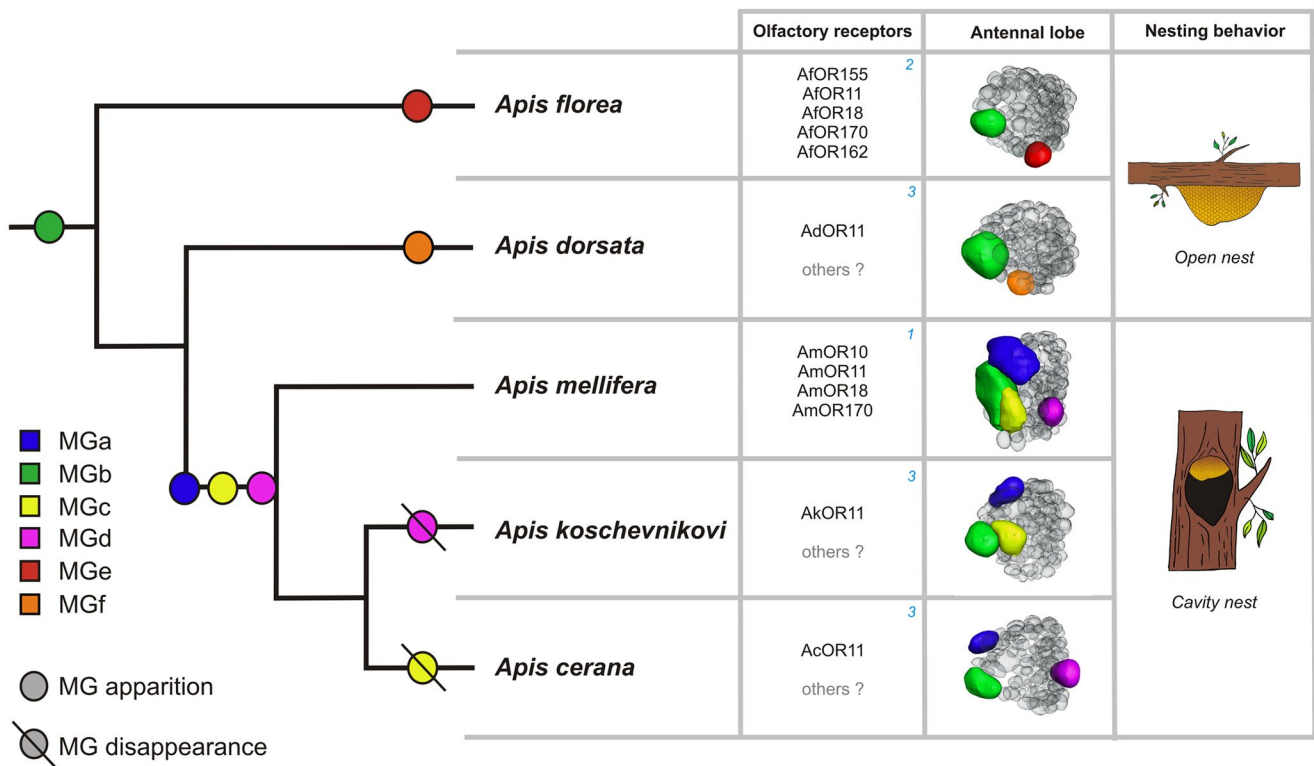 Olfactory receptors
Antennal lobe
Nesting behavior
Apis florea
AfOR155
AfOR11
AfOR18
AfOR170
AfOR162
2
Apis dorsata
AdOR11
others ?
3
Open nest
Apis mellifera
AmOR10
AmOR11
AmOR18
AmOR170
1
Apis koschevnikovi
AkOR11
others ?
3
Cavity nest
Apis cerana
AcOR11
others ?
3
MGa
MGb
MGc
MGd
MGe
MGf
MG apparition
MG disappearance